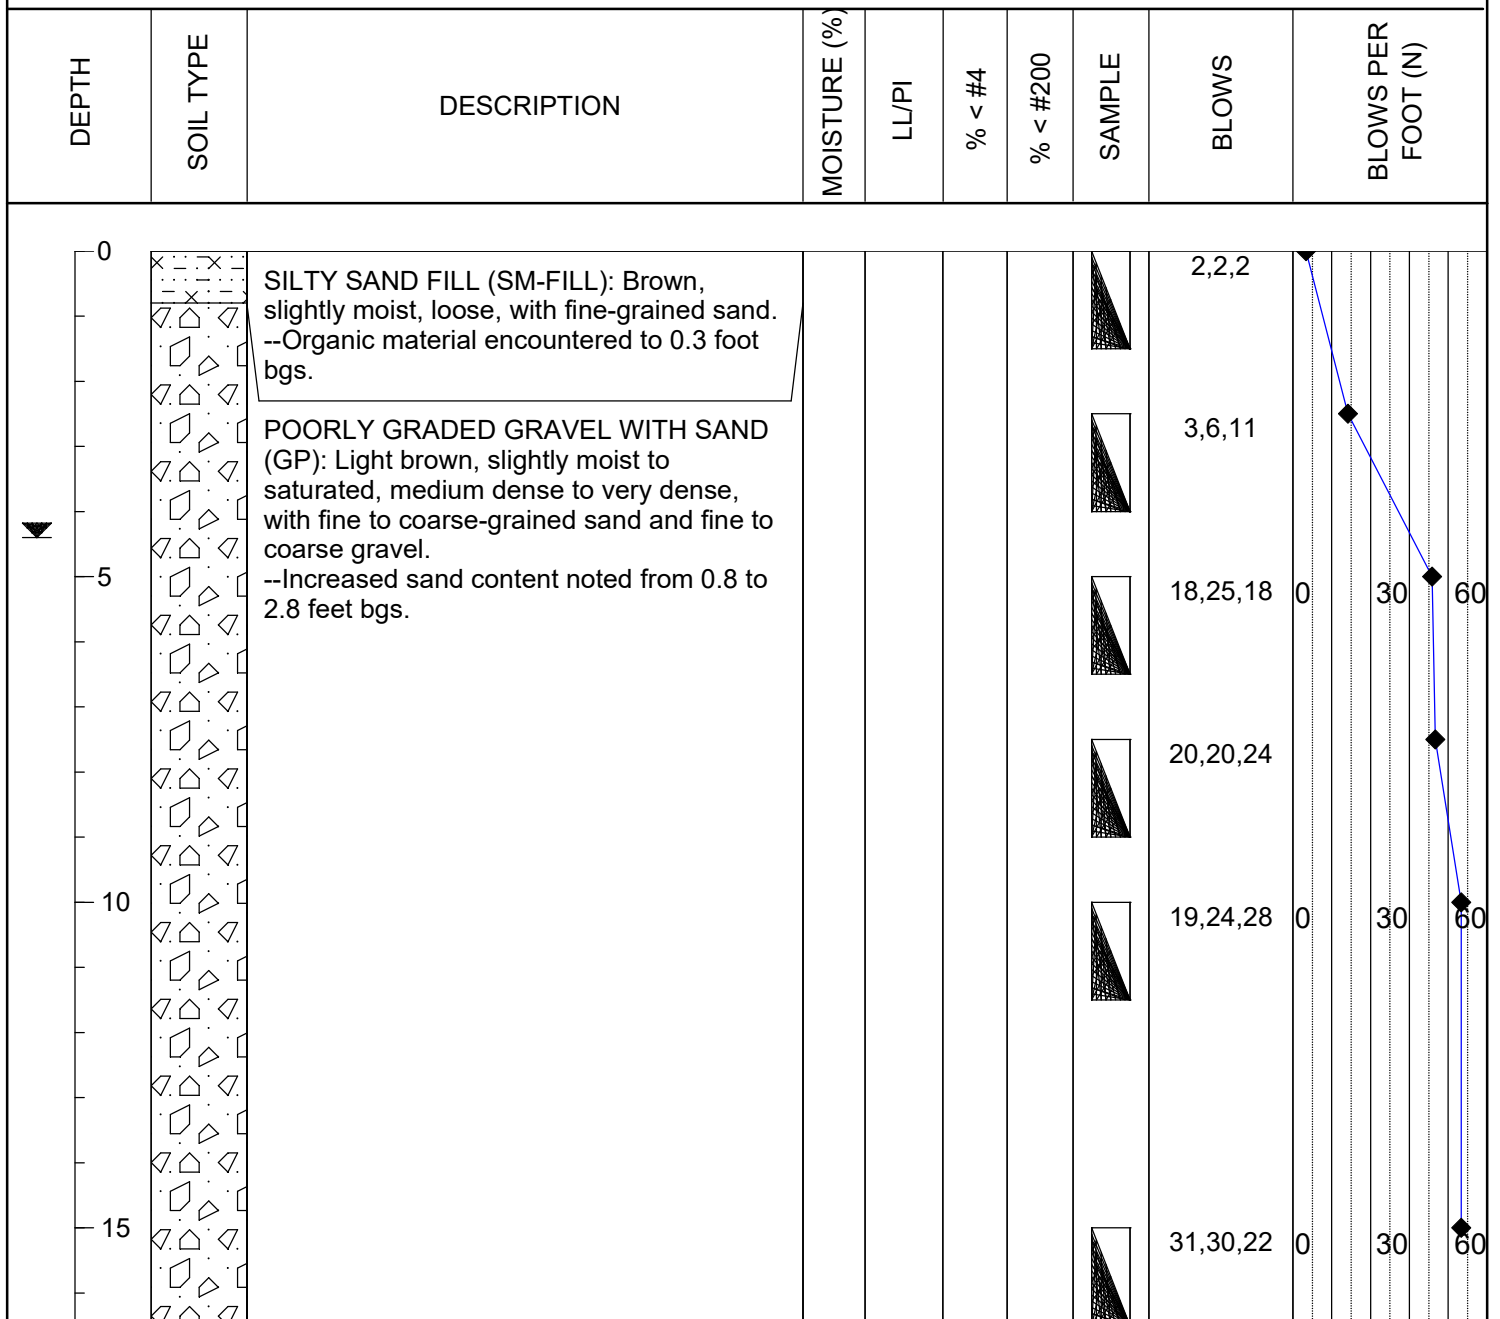 DEPTH
SOIL TYPE
DESCRIPTION
MOISTURE (%)
LL/PI
% < #4
% < #200
SAMPLE
BLOWS
BLOWS PER
FOOT (N)
0
SILTY SAND FILL (SM-FILL): Brown,
slightly moist, loose, with fine-grained sand.
--Organic material encountered to 0.3 foot
bgs.
2,2,2
POORLY GRADED GRAVEL WITH SAND
(GP): Light brown, slightly moist to
saturated, medium dense to very dense,
with fine to coarse-grained sand and fine to
coarse gravel.
--Increased sand content noted from 0.8 to
2.8 feet bgs.
3,6,11
5
18,25,18 0 30 60
20,20,24
10
19,24,28 0 30 60
15
31,30,22 0 30 60